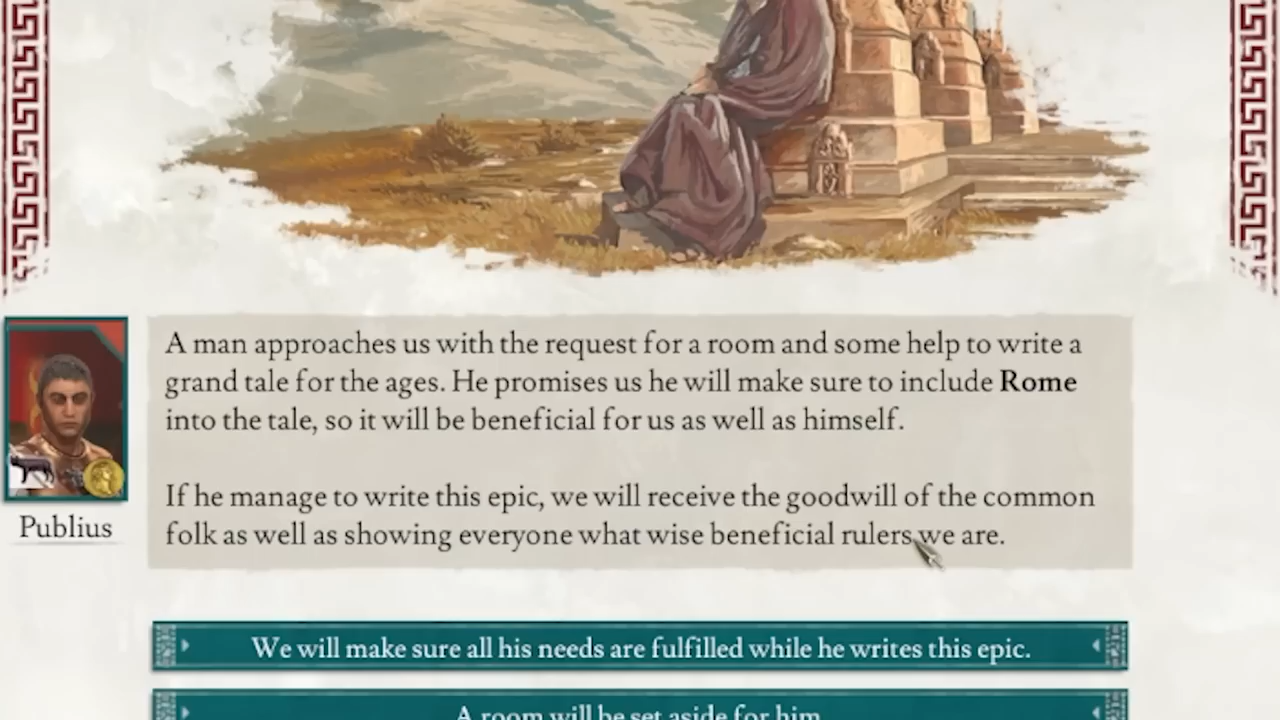 A man approaches us with the request for a room and some help to write a
grand tale for the ages. He promises us he will make sure to include Rome
into the tale, so it will be beneficial for us as well as himself.
If he manage to write this epic, we will receive the goodwill of the common
folk as well as showing everyone what wise beneficial rulers we are.
Publius
We will make sure all his needs are fulfilled while he writes this epic.
A room will be set aside for him